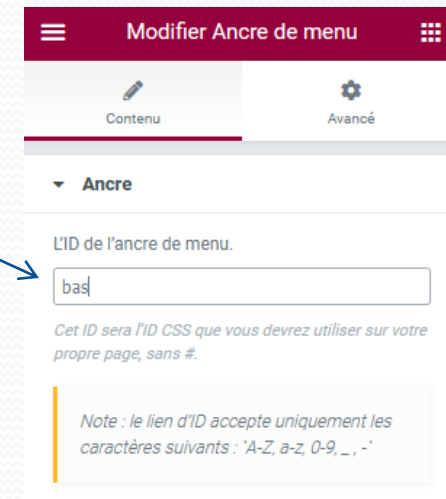 Modifier Ancre de menu
Contenu
Avancé
Ancre
L'ID de l'ancre de menu.
bas
Cet ID sera l'ID CSS que vous devrez utiliser sur votre
propre page, sans #.
Note : le lien d'ID accepte uniquement les
caractères suivants : `A-Z, a-z, 0-9, _ , -`